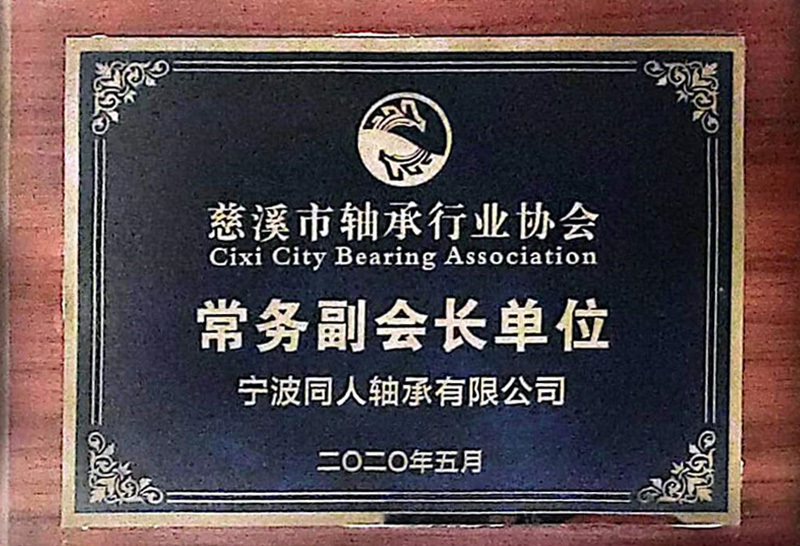 慈溪市轴承行业协会
Cixi City Bearing Association
常务副会长单位
宁波同人轴承有限公司
二〇二〇年五月